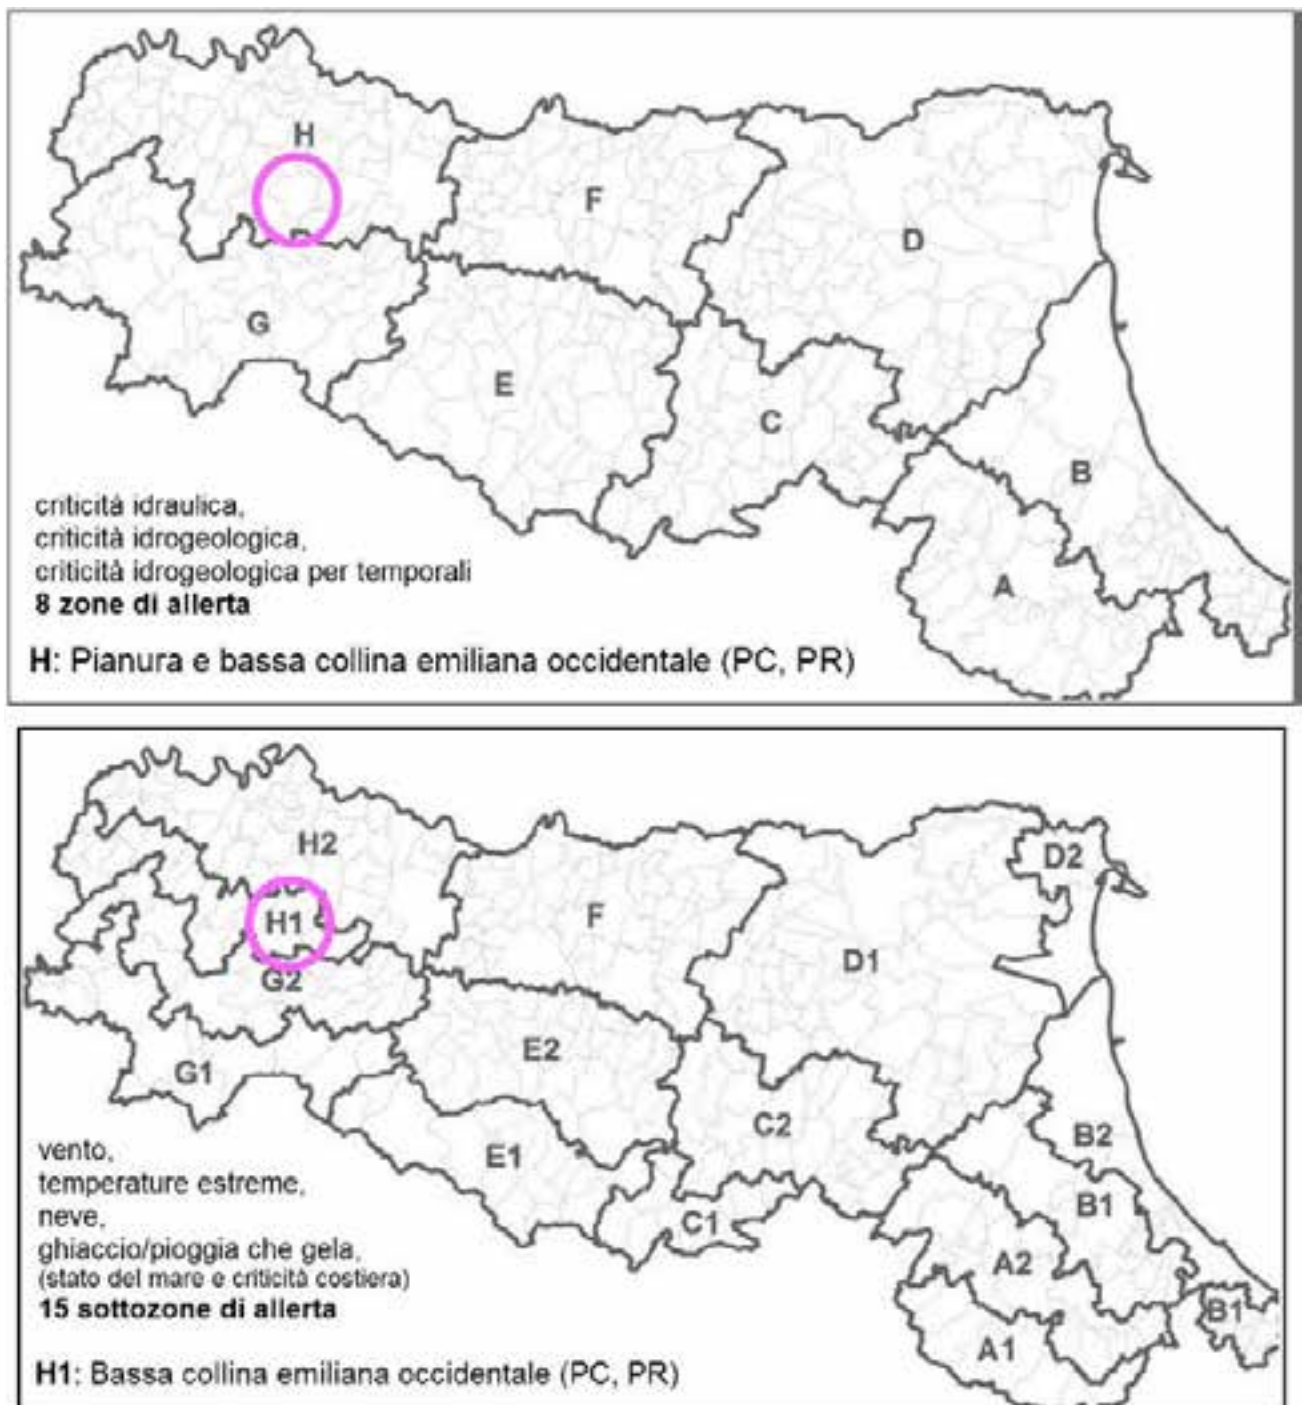 H
F
D
G
E
C
B
A
criticità idraulica,
criticità idrogeologica,
criticità idrogeologica per temporali
8 zone di allerta
H: Pianura e bassa collina emiliana occidentale (PC, PR)
H2
D2
H1
F
D1
G2
E2
G1
C2
B2
E1
B1
C1
A2
B1
A1
vento,
temperature estreme,
neve,
ghiaccio/pioggia che gela,
(stato del mare e criticità costiera)
15 sottozone di allerta
H1: Bassa collina emiliana occidentale (PC, PR)